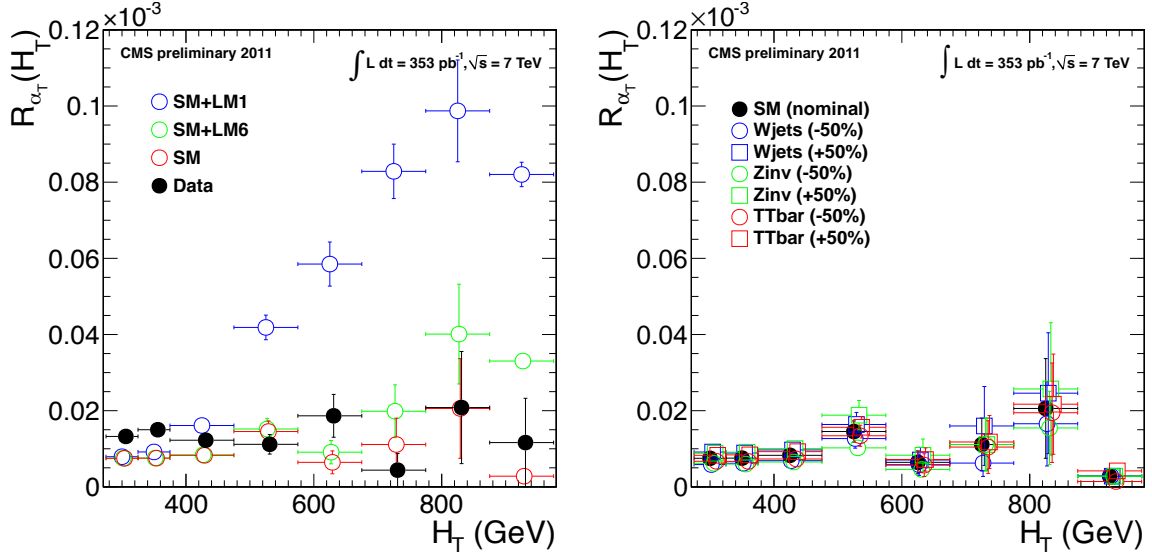 0.12 ×10⁻³
CMS preliminary 2011
∫ L dt = 353 pb⁻¹, √s = 7 TeV
R_{α_T}(H_T)
SM+LM1
SM+LM6
SM
Data
0.1
0.08
0.06
0.04
0.02
0
400 600 800
H_T (GeV)
0.12 ×10⁻³
CMS preliminary 2011
∫ L dt = 353 pb⁻¹, √s = 7 TeV
R_{α_T}(H_T)
SM (nominal)
Wjets (-50%)
Wjets (+50%)
Zinv (-50%)
Zinv (+50%)
TTbar (-50%)
TTbar (+50%)
0.1
0.08
0.06
0.04
0.02
0
400 600 800
H_T (GeV)